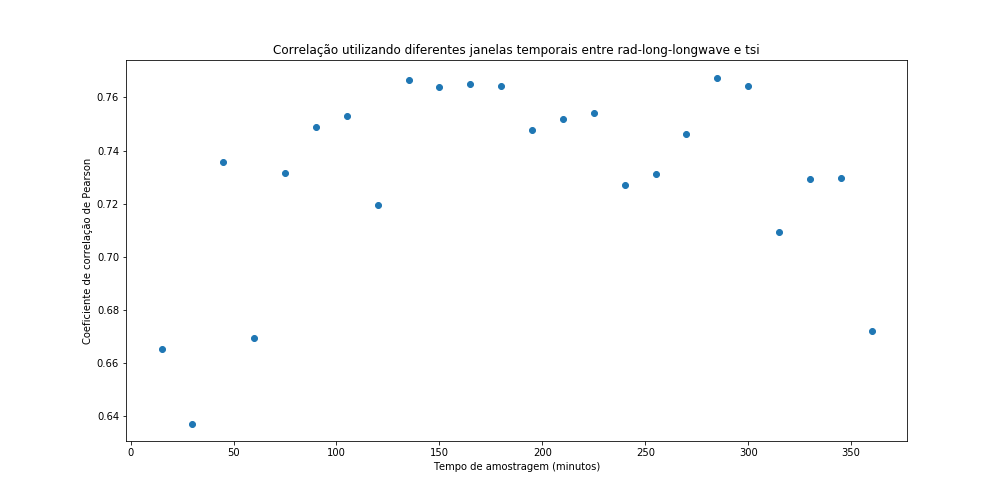 Correlação utilizando diferentes janelas temporais entre rad-long-longwave e tsi
0.76
0.74
0.72
0.70
0.68
0.66
0.64
Coeficiente de correlação de Pearson
0 50 100 150 200 250 300 350
Tempo de amostragem (minutos)